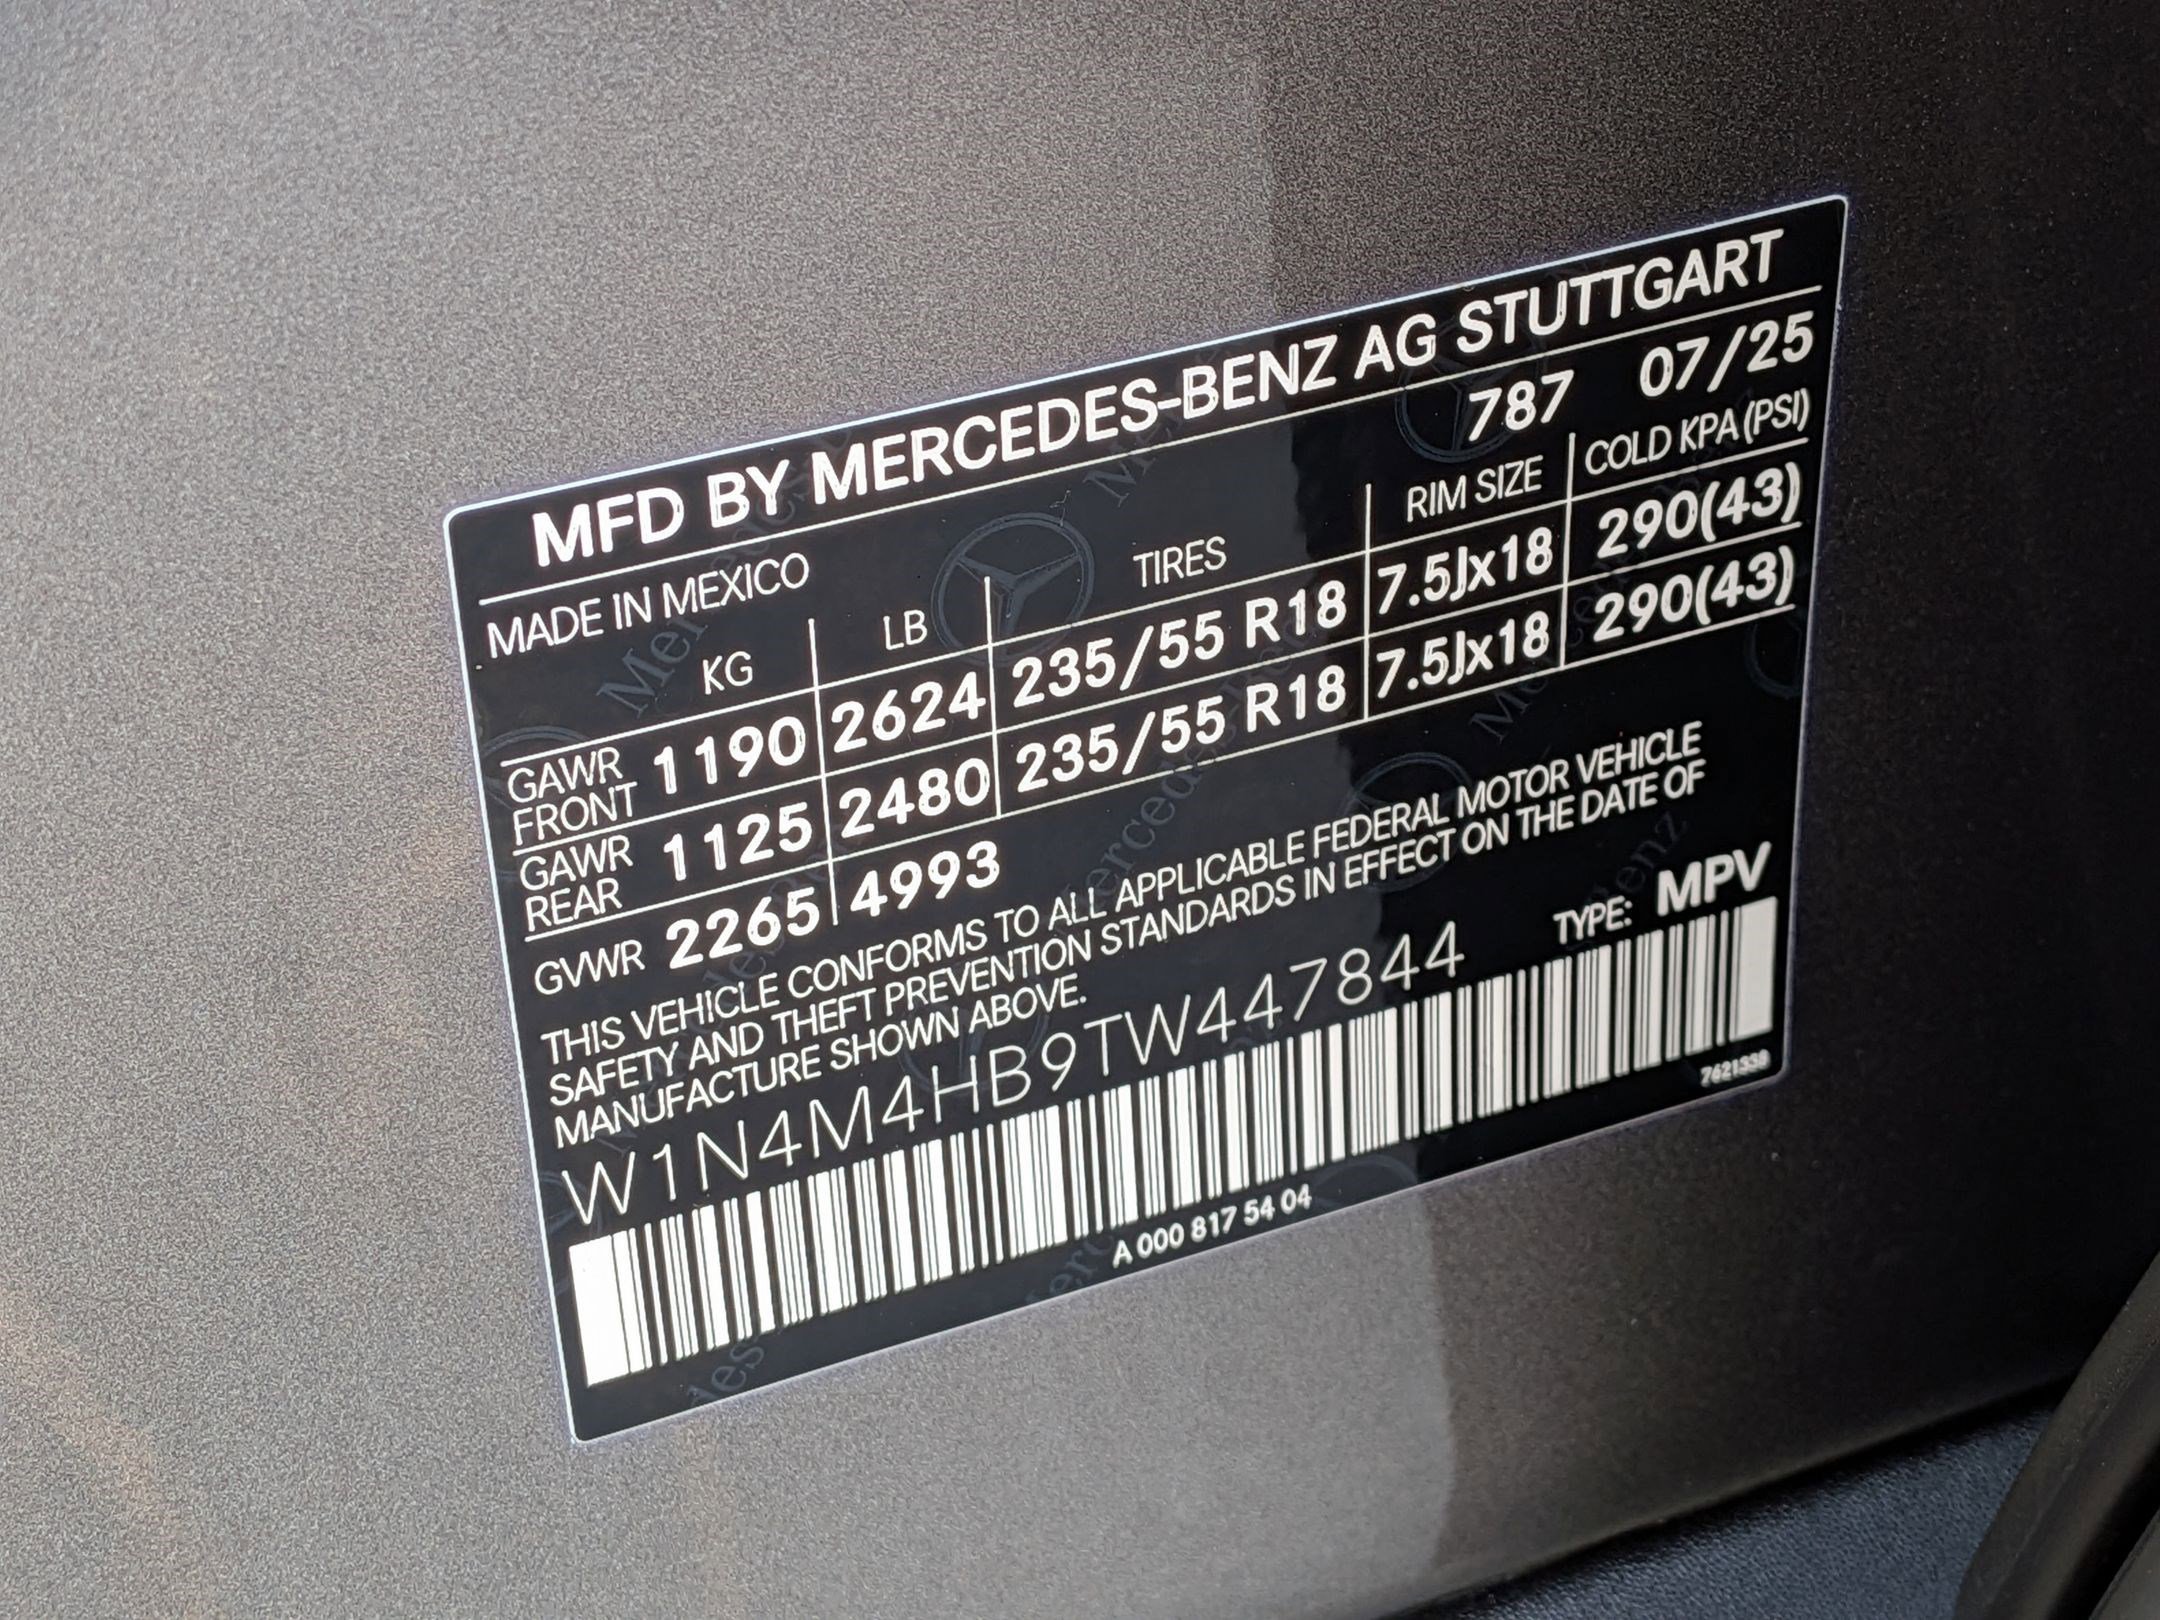 MFD BY MERCEDES-BENZ AG STUTTGART
MADE IN MEXICO 787 07/25
KG LB TIRES RIM SIZE COLD KPA (PSI)
GAWR FRONT 1190 2624 235/55 R18 7.5Jx18 290(43)
GAWR REAR 1125 2480 235/55 R18 7.5Jx18 290(43)
GVWR 2265 4993
THIS VEHICLE CONFORMS TO ALL APPLICABLE FEDERAL MOTOR VEHICLE
SAFETY AND THEFT PREVENTION STANDARDS IN EFFECT ON THE DATE OF
MANUFACTURE SHOWN ABOVE.
W1N4M4HB9TW447844 TYPE: MPV
7621338
A 000 817 54 04